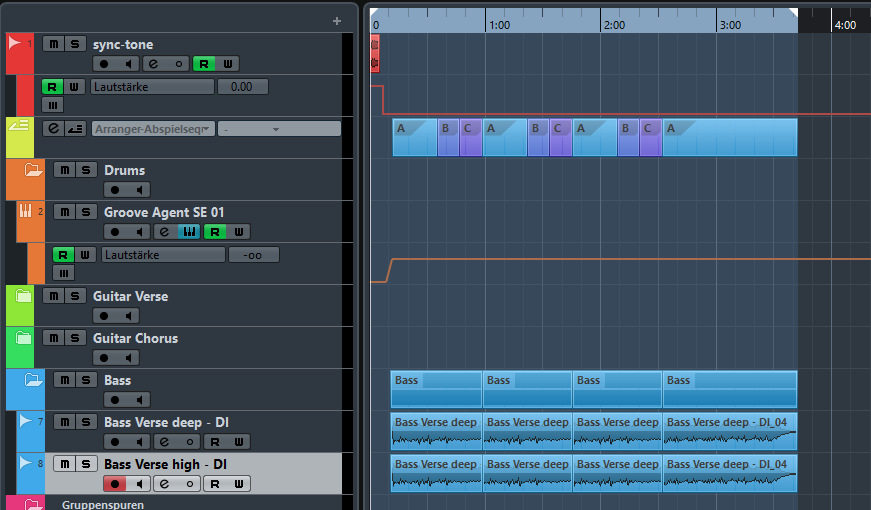 0 1:00 2:00 3:00 4:00
1 M S sync-tone
e R W
R W Lautstärke 0.00
e Arranger-Abspielseq -
A B C A B C A B C A
M S Drums
2 M S Groove Agent SE 01
e R W
R W Lautstärke -oo
M S Guitar Verse
M S Guitar Chorus
M S Bass
Bass Bass Bass Bass
7 M S Bass Verse deep - DI
e R W
Bass Verse deep Bass Verse deep Bass Verse deep Bass Verse deep - DI_04
8 M S Bass Verse high - DI
e R W
Bass Verse deep Bass Verse deep Bass Verse deep Bass Verse deep - DI_04
Gruppenspuren